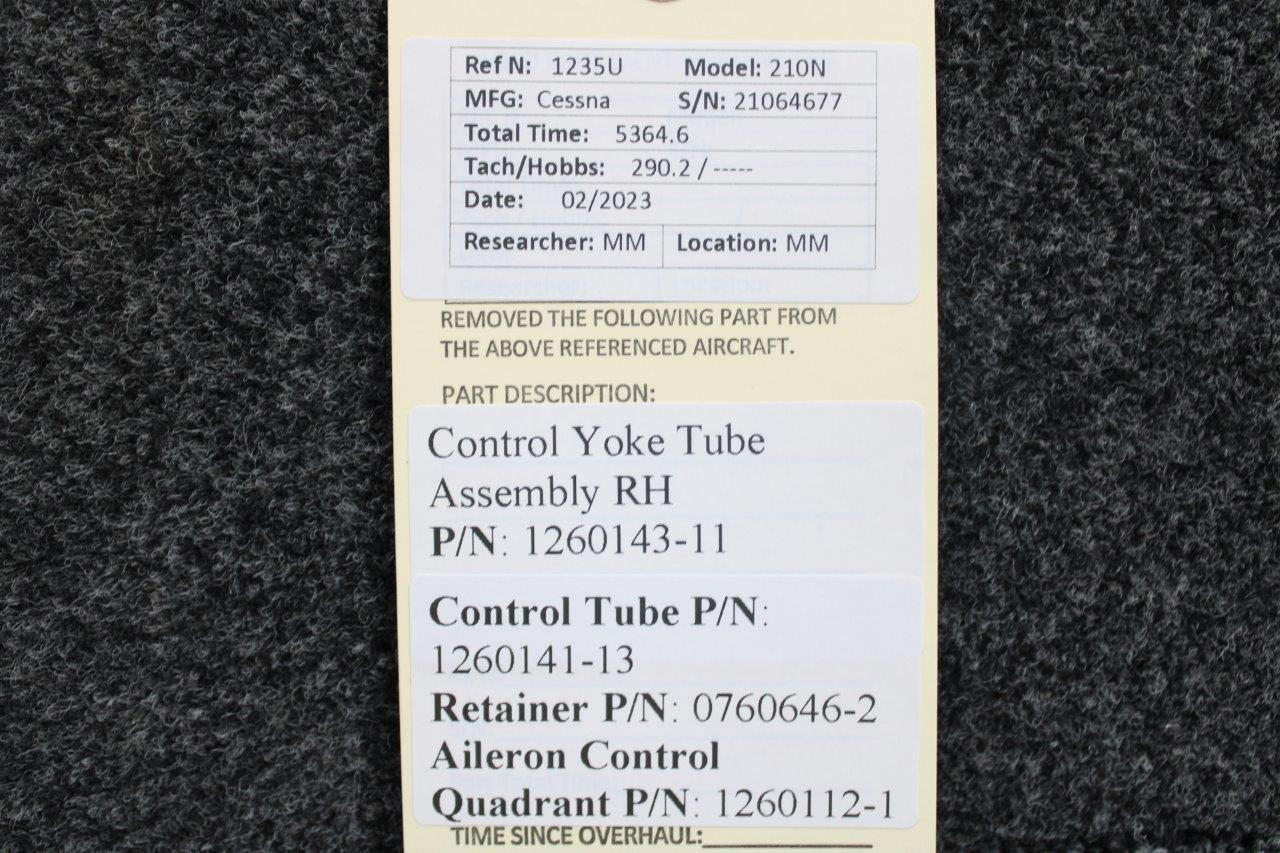 Ref N: 1235U Model: 210N
MFG: Cessna S/N: 21064677
Total Time: 5364.6
Tach/Hobbs: 290.2 / -----
Date: 02/2023
Researcher: MM Location: MM
REMOVED THE FOLLOWING PART FROM
THE ABOVE REFERENCED AIRCRAFT.
PART DESCRIPTION:
Control Yoke Tube
Assembly RH
P/N: 1260143-11
Control Tube P/N:
1260141-13
Retainer P/N: 0760646-2
Aileron Control
Quadrant P/N: 1260112-1
TIME SINCE OVERHAUL: